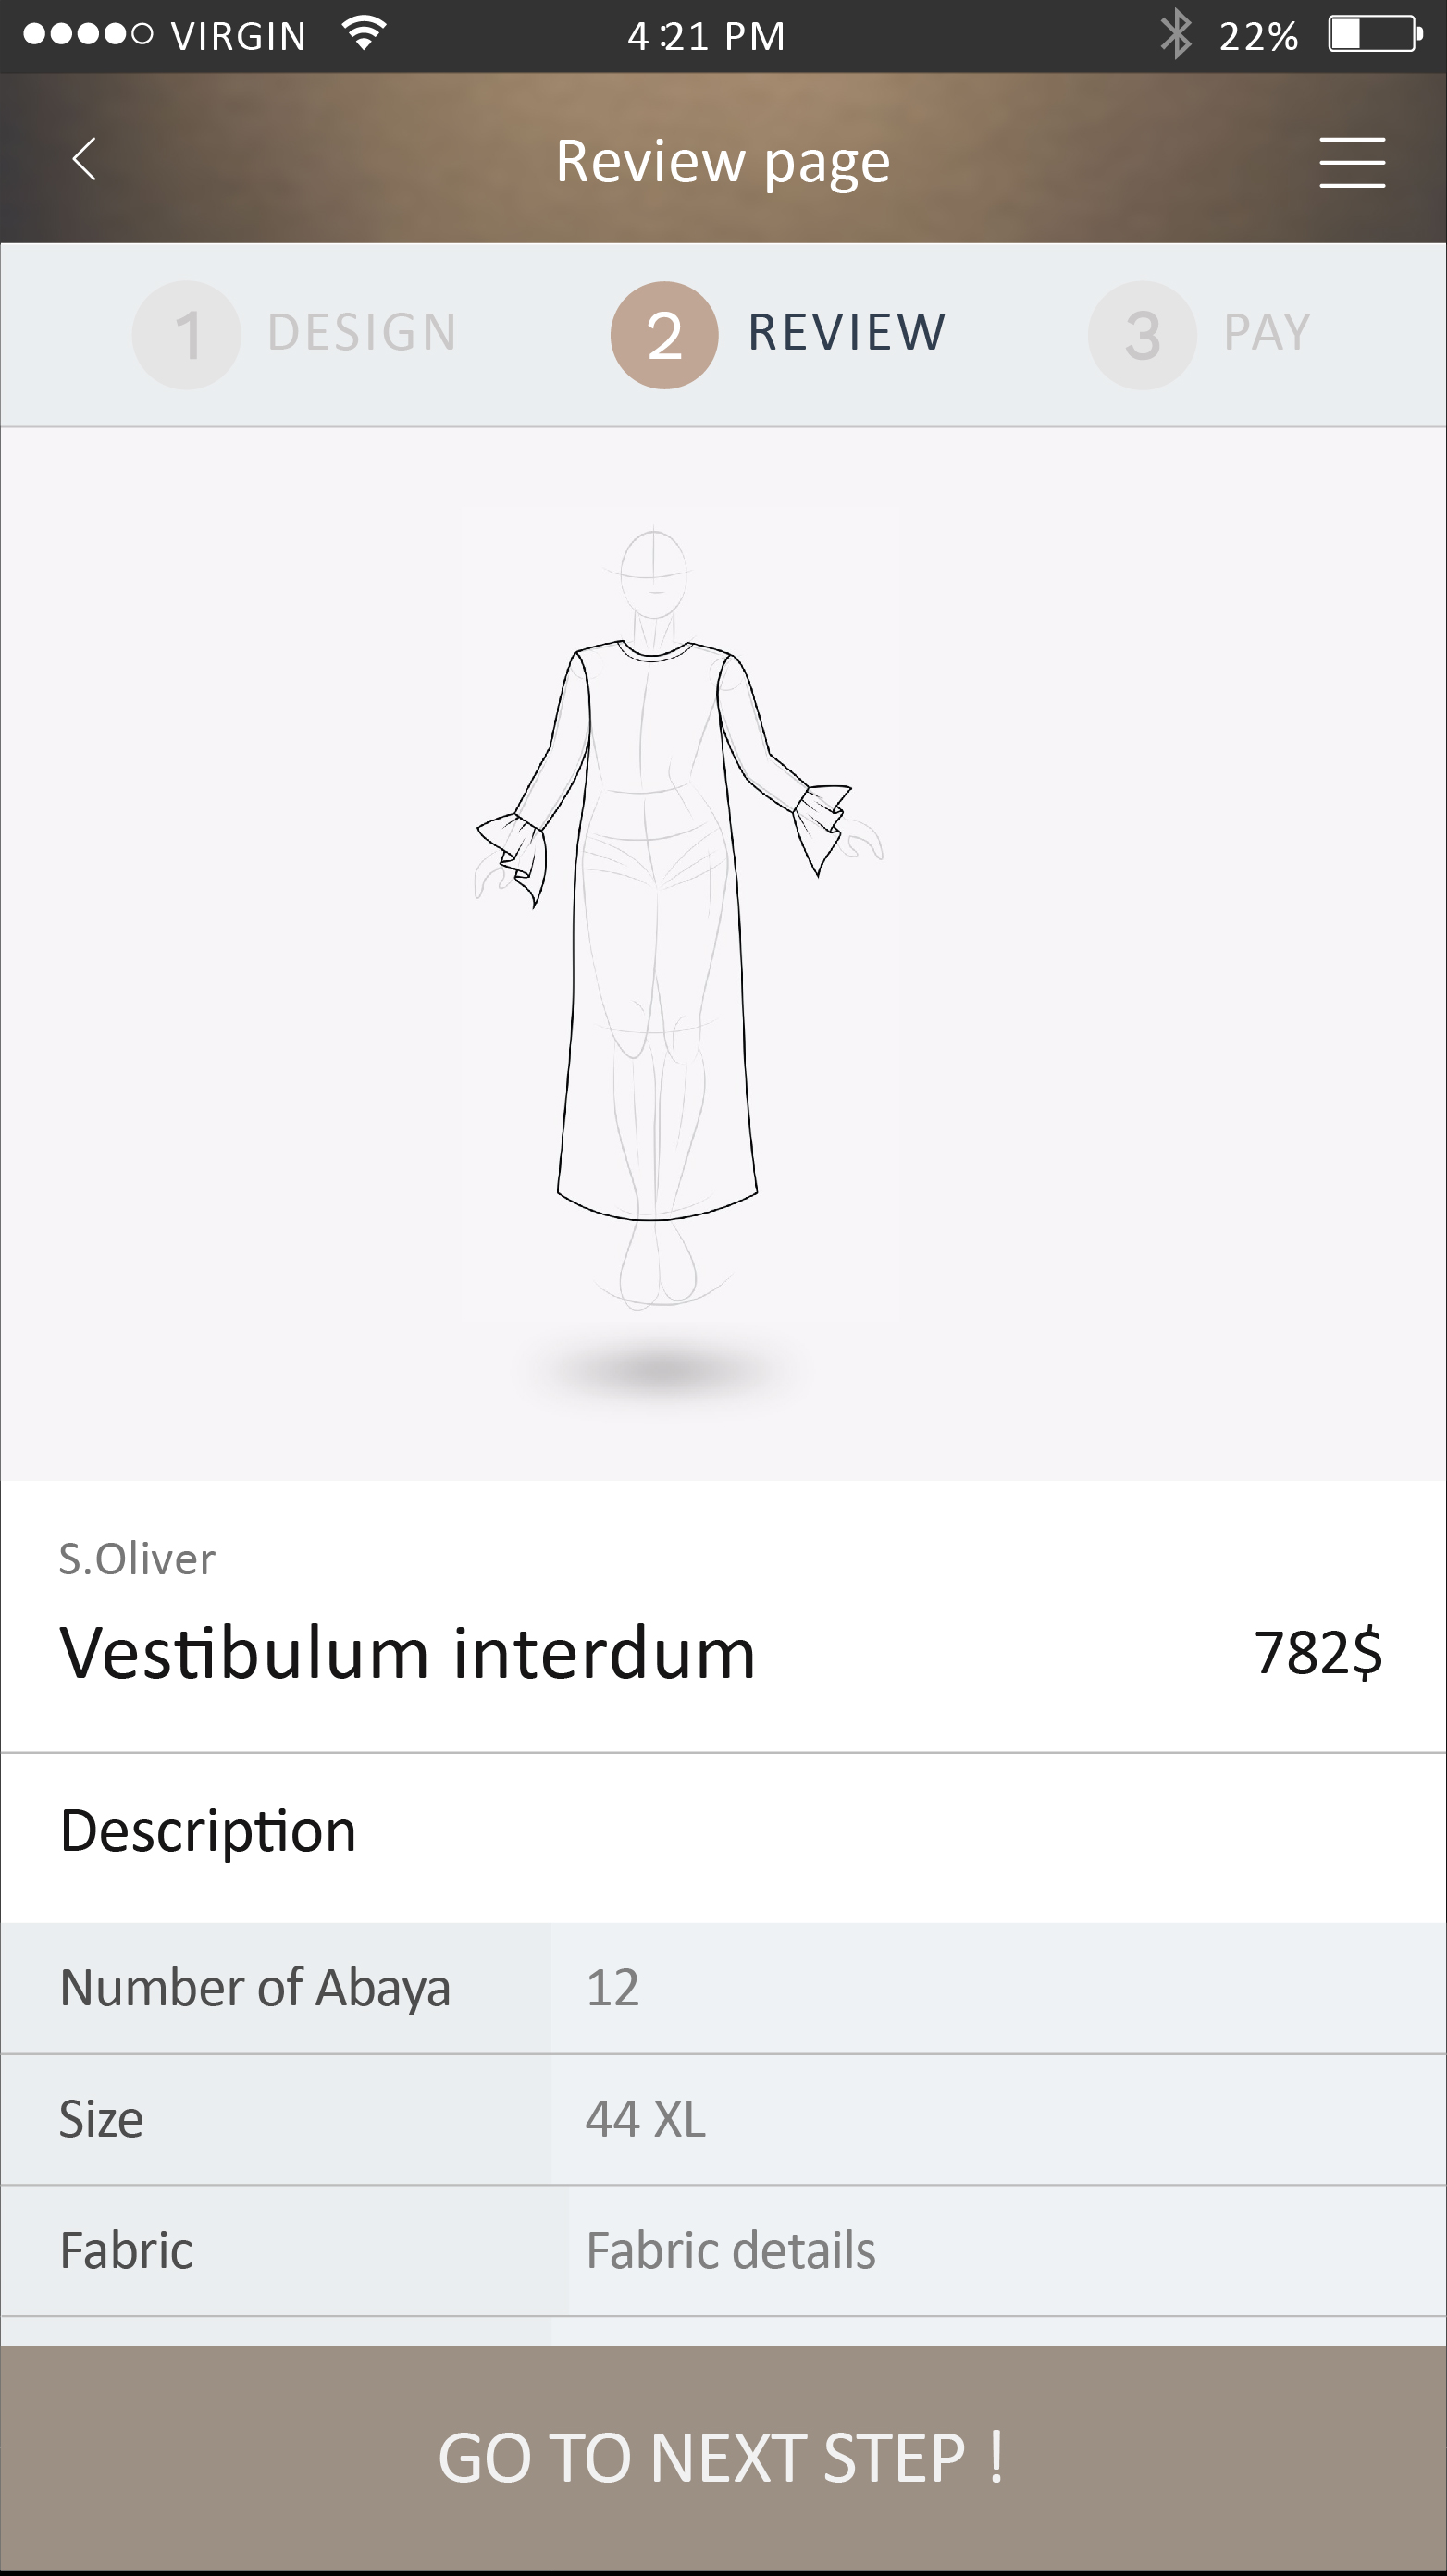 VIRGIN 4:21 PM 22%
Review page
1 DESIGN 2 REVIEW 3 PAY
S.Oliver
Vestibulum interdum 782$
Description
Number of Abaya 12
Size 44 XL
Fabric Fabric details
GO TO NEXT STEP !